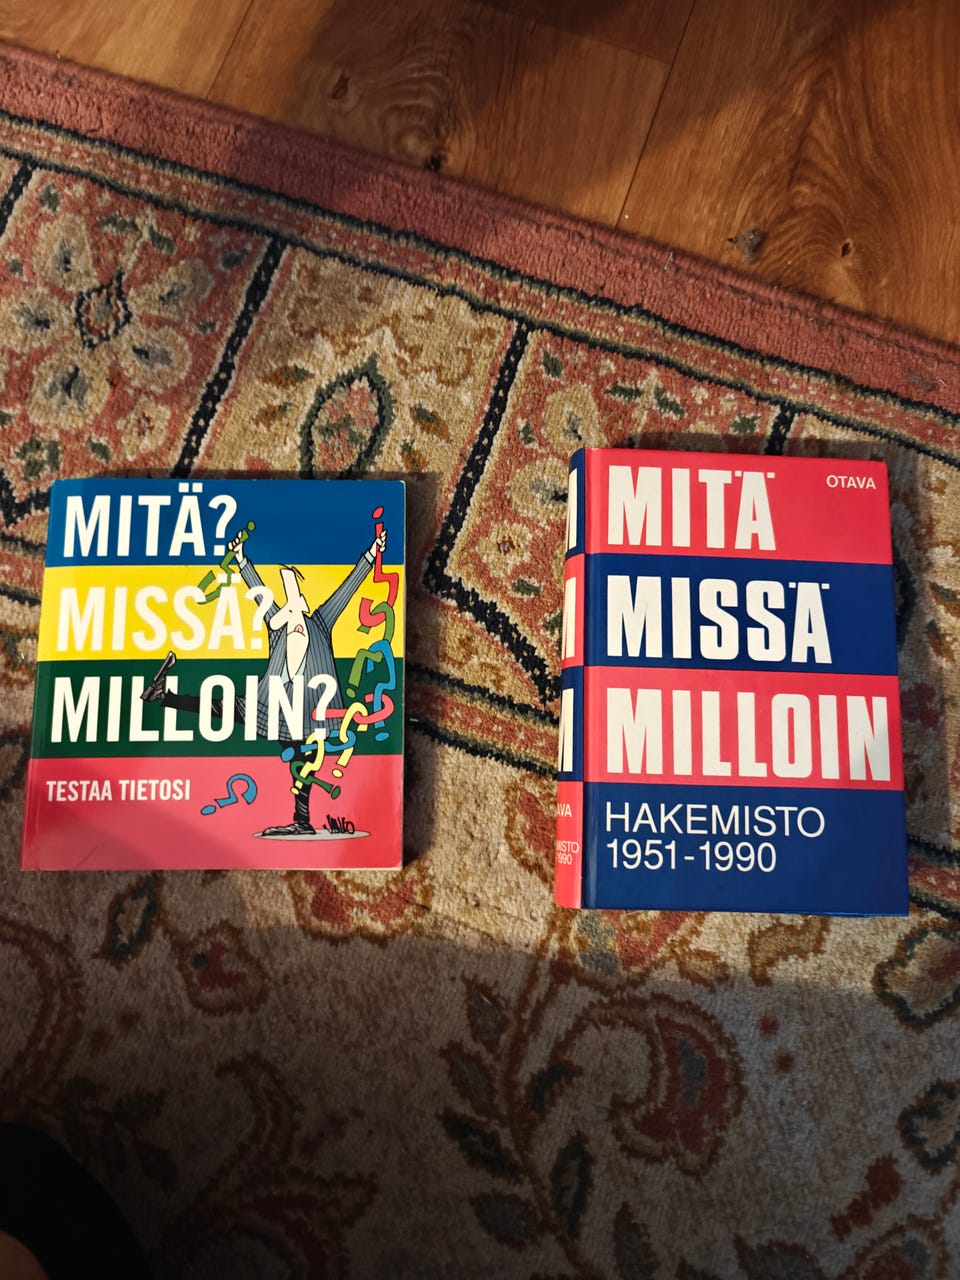 MITÄ?
MISSÄ?
MILLOIN?
TESTAA TIETOSI
OTAVA
MITÄ
MISSÄ
MILLOIN
HAKEMISTO
1951-1990